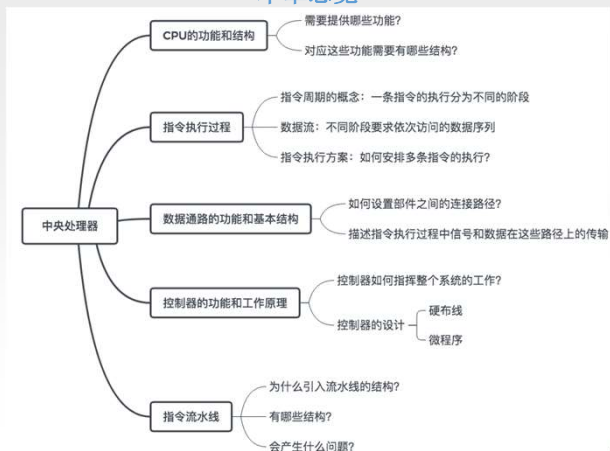 CPU的功能和结构
需要提供哪些功能?
对应这些功能需要有哪些结构?
指令执行过程
指令周期的概念：一条指令的执行分为不同的阶段
数据流：不同阶段要求依次访问的数据序列
指令执行方案：如何安排多条指令的执行?
中央处理器
数据通路的功能和基本结构
如何设置部件之间的连接路径?
描述指令执行过程中信号和数据在这些路径上的传输
控制器的功能和工作原理
控制器如何指挥整个系统的工作?
控制器的设计
硬布线
微程序
指令流水线
为什么引入流水线的结构?
有哪些结构?
会产生什么问题?